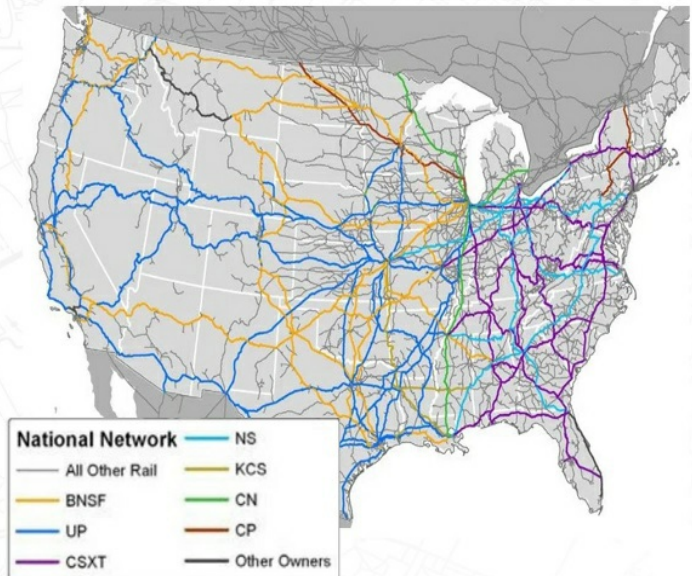 National Network
All Other Rail
BNSF
UP
CSXT
NS
KCS
CN
CP
Other Owners